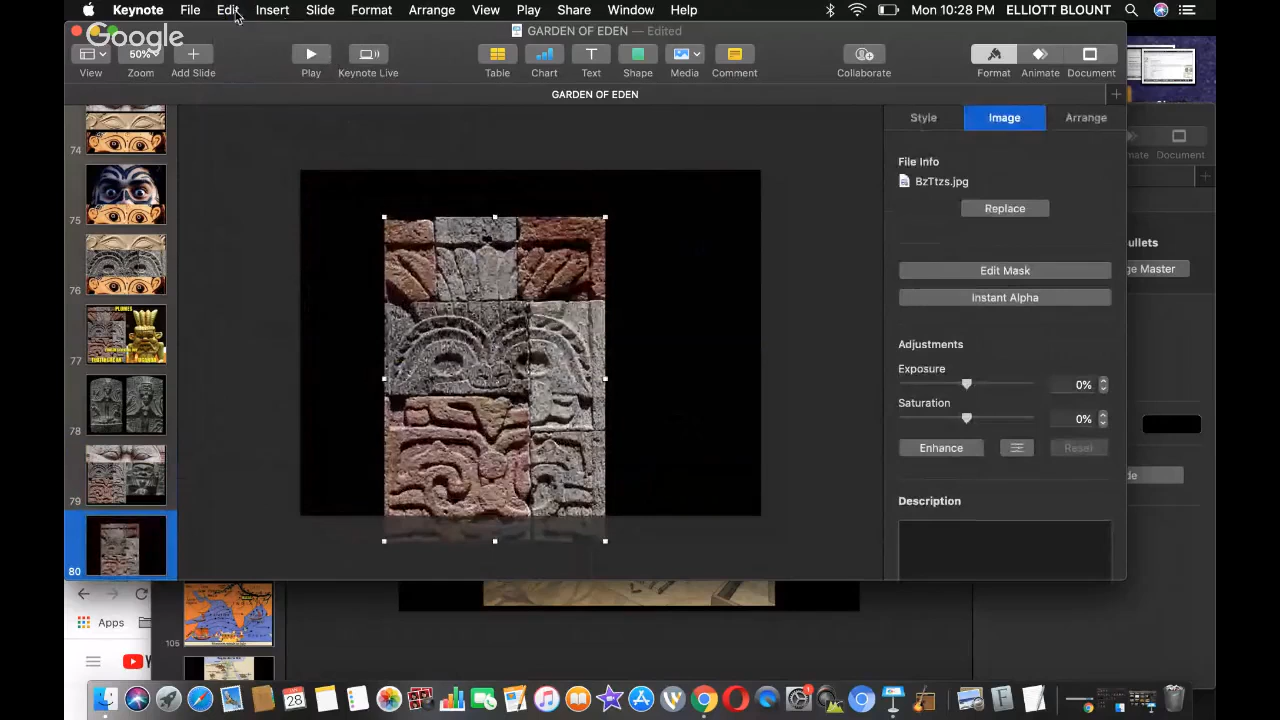 Keynote File Edit Insert Slide Format Arrange View Play Share Window Help Mon 10:28 PM ELLIOTT BLOUNT
Google
GARDEN OF EDEN — Edited
50%
View Zoom Add Slide Play Keynote Live Table Chart Text Shape Media Comment Collaborate Format Animate Document
GARDEN OF EDEN
Style Image Arrange
File Info
BzTtzs.jpg
Replace
Edit Mask
Instant Alpha
Adjustments
Exposure
0%
Saturation
0%
Enhance Reset
Description
74
75
76
PLUMES
77
78
79
80
mate Document
ullets
ge Master
de
Apps
105
28